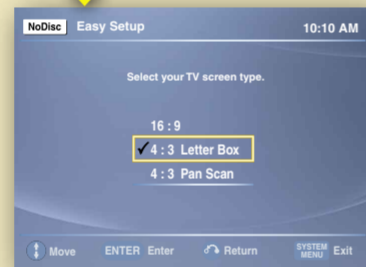 NoDisc Easy Setup 10:10 AM
Select your TV screen type.
16 : 9
✓4 : 3 Letter Box
4 : 3 Pan Scan
Move ENTER Enter Return SYSTEM MENU Exit